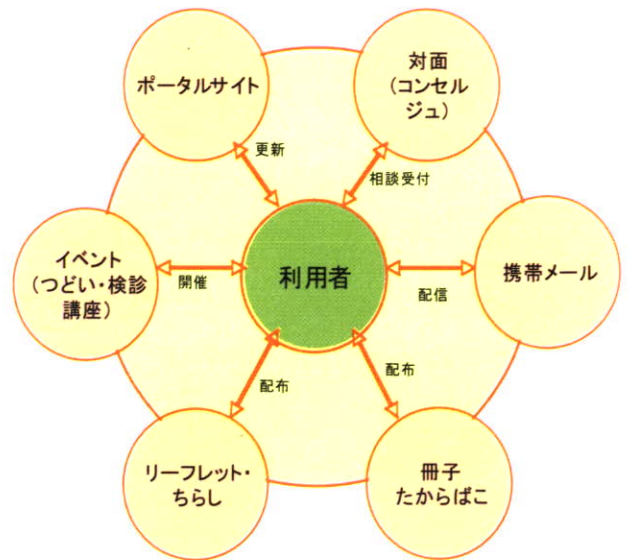 ポータルサイト
対面
(コンセル
ジュ)
更新
相談受付
イベント
(つどい・検診
講座)
開催
利用者
配信
携帯メール
配布
配布
リーフレット・
ちらし
冊子
たからばこ